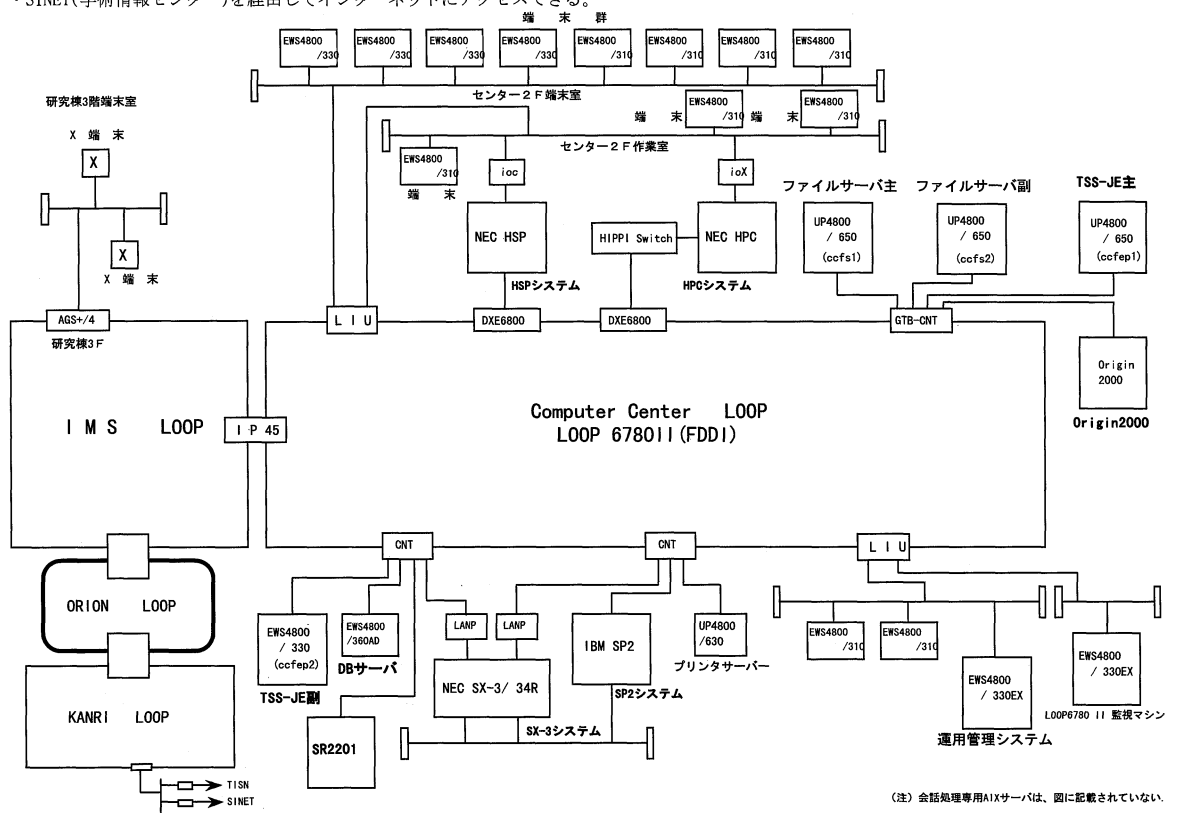 ・SINET(学術情報センター)を経由してインターネットにアクセスできる。
端 末 群
EWS4800
/330
EWS4800
/330
EWS4800
/330
EWS4800
/330
EWS4800
/310
EWS4800
/310
EWS4800
/310
EWS4800
/310
センター2F端末室
研究棟3階端末室
X 端 末
X
X
X 端 末
端 末
EWS4800
/310
端 末
EWS4800
/310
センター2F作業室
EWS4800
/310
端 末
ioc
ioX
NEC HSP
HSPシステム
HIPPI Switch
NEC HPC
HPCシステム
ファイルサーバ主
UP4800
/ 650
(ccfs1)
ファイルサーバ副
UP4800
/ 650
(ccfs2)
TSS-JE主
UP4800
/ 650
(ccfep1)
AGS+/4
研究棟3F
L I U
DXE6800
DXE6800
GTB-CNT
Origin
2000
Origin2000
I M S LOOP
I P 45
Computer Center LOOP
LOOP 6780II(FDDI)
CNT
CNT
L I U
ORION LOOP
KANRI LOOP
TISN
SINET
EWS4800
/ 330
(ccfep2)
TSS-JE副
EWS4800
/360AD
DBサーバ
SR2201
LANP
LANP
NEC SX-3/ 34R
SX-3システム
IBM SP2
SP2システム
UP4800
/630
プリンタサーバー
EWS4800
/310
EWS4800
/310
EWS4800
/ 330EX
運用管理システム
EWS4800
/ 330EX
LOOP6780 II 監視マシン
(注) 会話処理専用AIXサーバは、図に記載されていない.